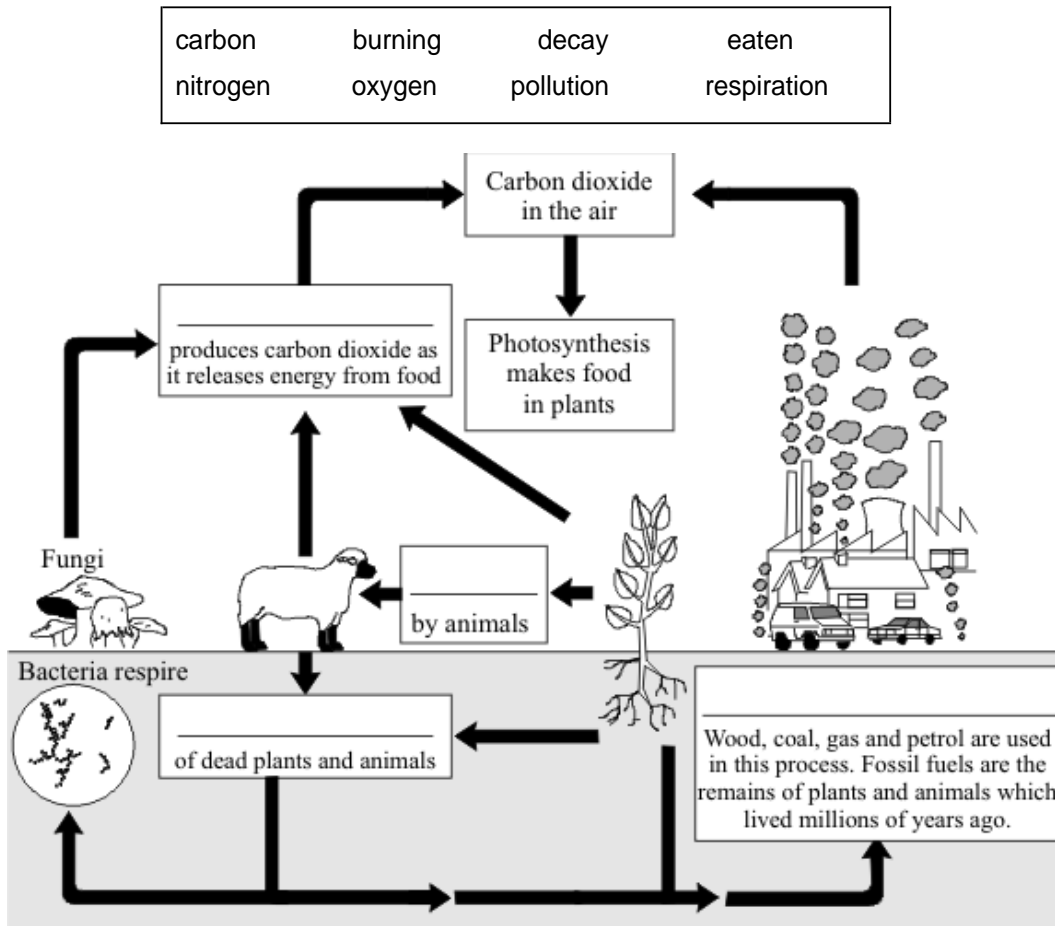 carbon burning decay eaten
nitrogen oxygen pollution respiration
Carbon dioxide
in the air
produces carbon dioxide as
it releases energy from food
Photosynthesis
makes food
in plants
Fungi
by animals
Bacteria respire
of dead plants and animals
Wood, coal, gas and petrol are used
in this process. Fossil fuels are the
remains of plants and animals which
lived millions of years ago.